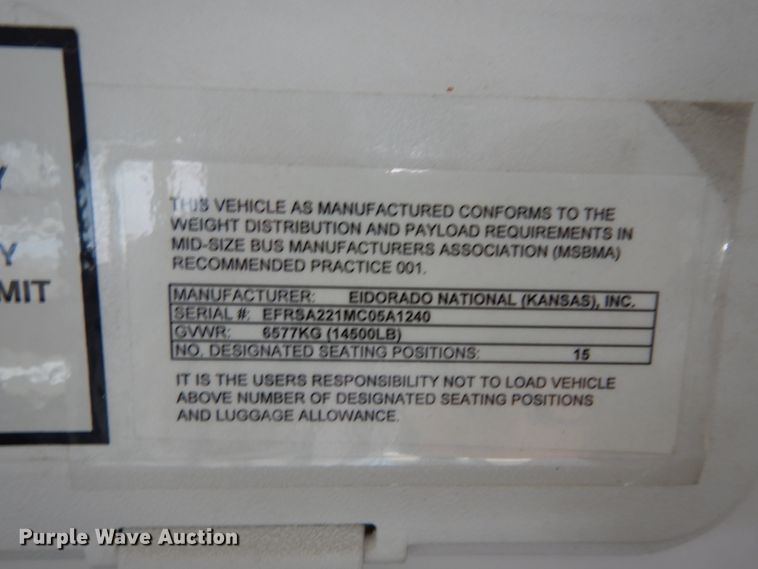 Y
Y
MIT
THIS VEHICLE AS MANUFACTURED CONFORMS TO THE
WEIGHT DISTRIBUTION AND PAYLOAD REQUIREMENTS IN
MID-SIZE BUS MANUFACTURERS ASSOCIATION (MSBMA)
RECOMMENDED PRACTICE 001.
MANUFACTURER: ElDORADO NATIONAL (KANSAS), INC.
SERIAL #: EFRSA221MC05A1240
GVWR: 6577KG (14500LB)
NO. DESIGNATED SEATING POSITIONS: 15
IT IS THE USERS RESPONSIBILITY NOT TO LOAD VEHICLE
ABOVE NUMBER OF DESIGNATED SEATING POSITIONS
AND LUGGAGE ALLOWANCE.
Purple Wave Auction